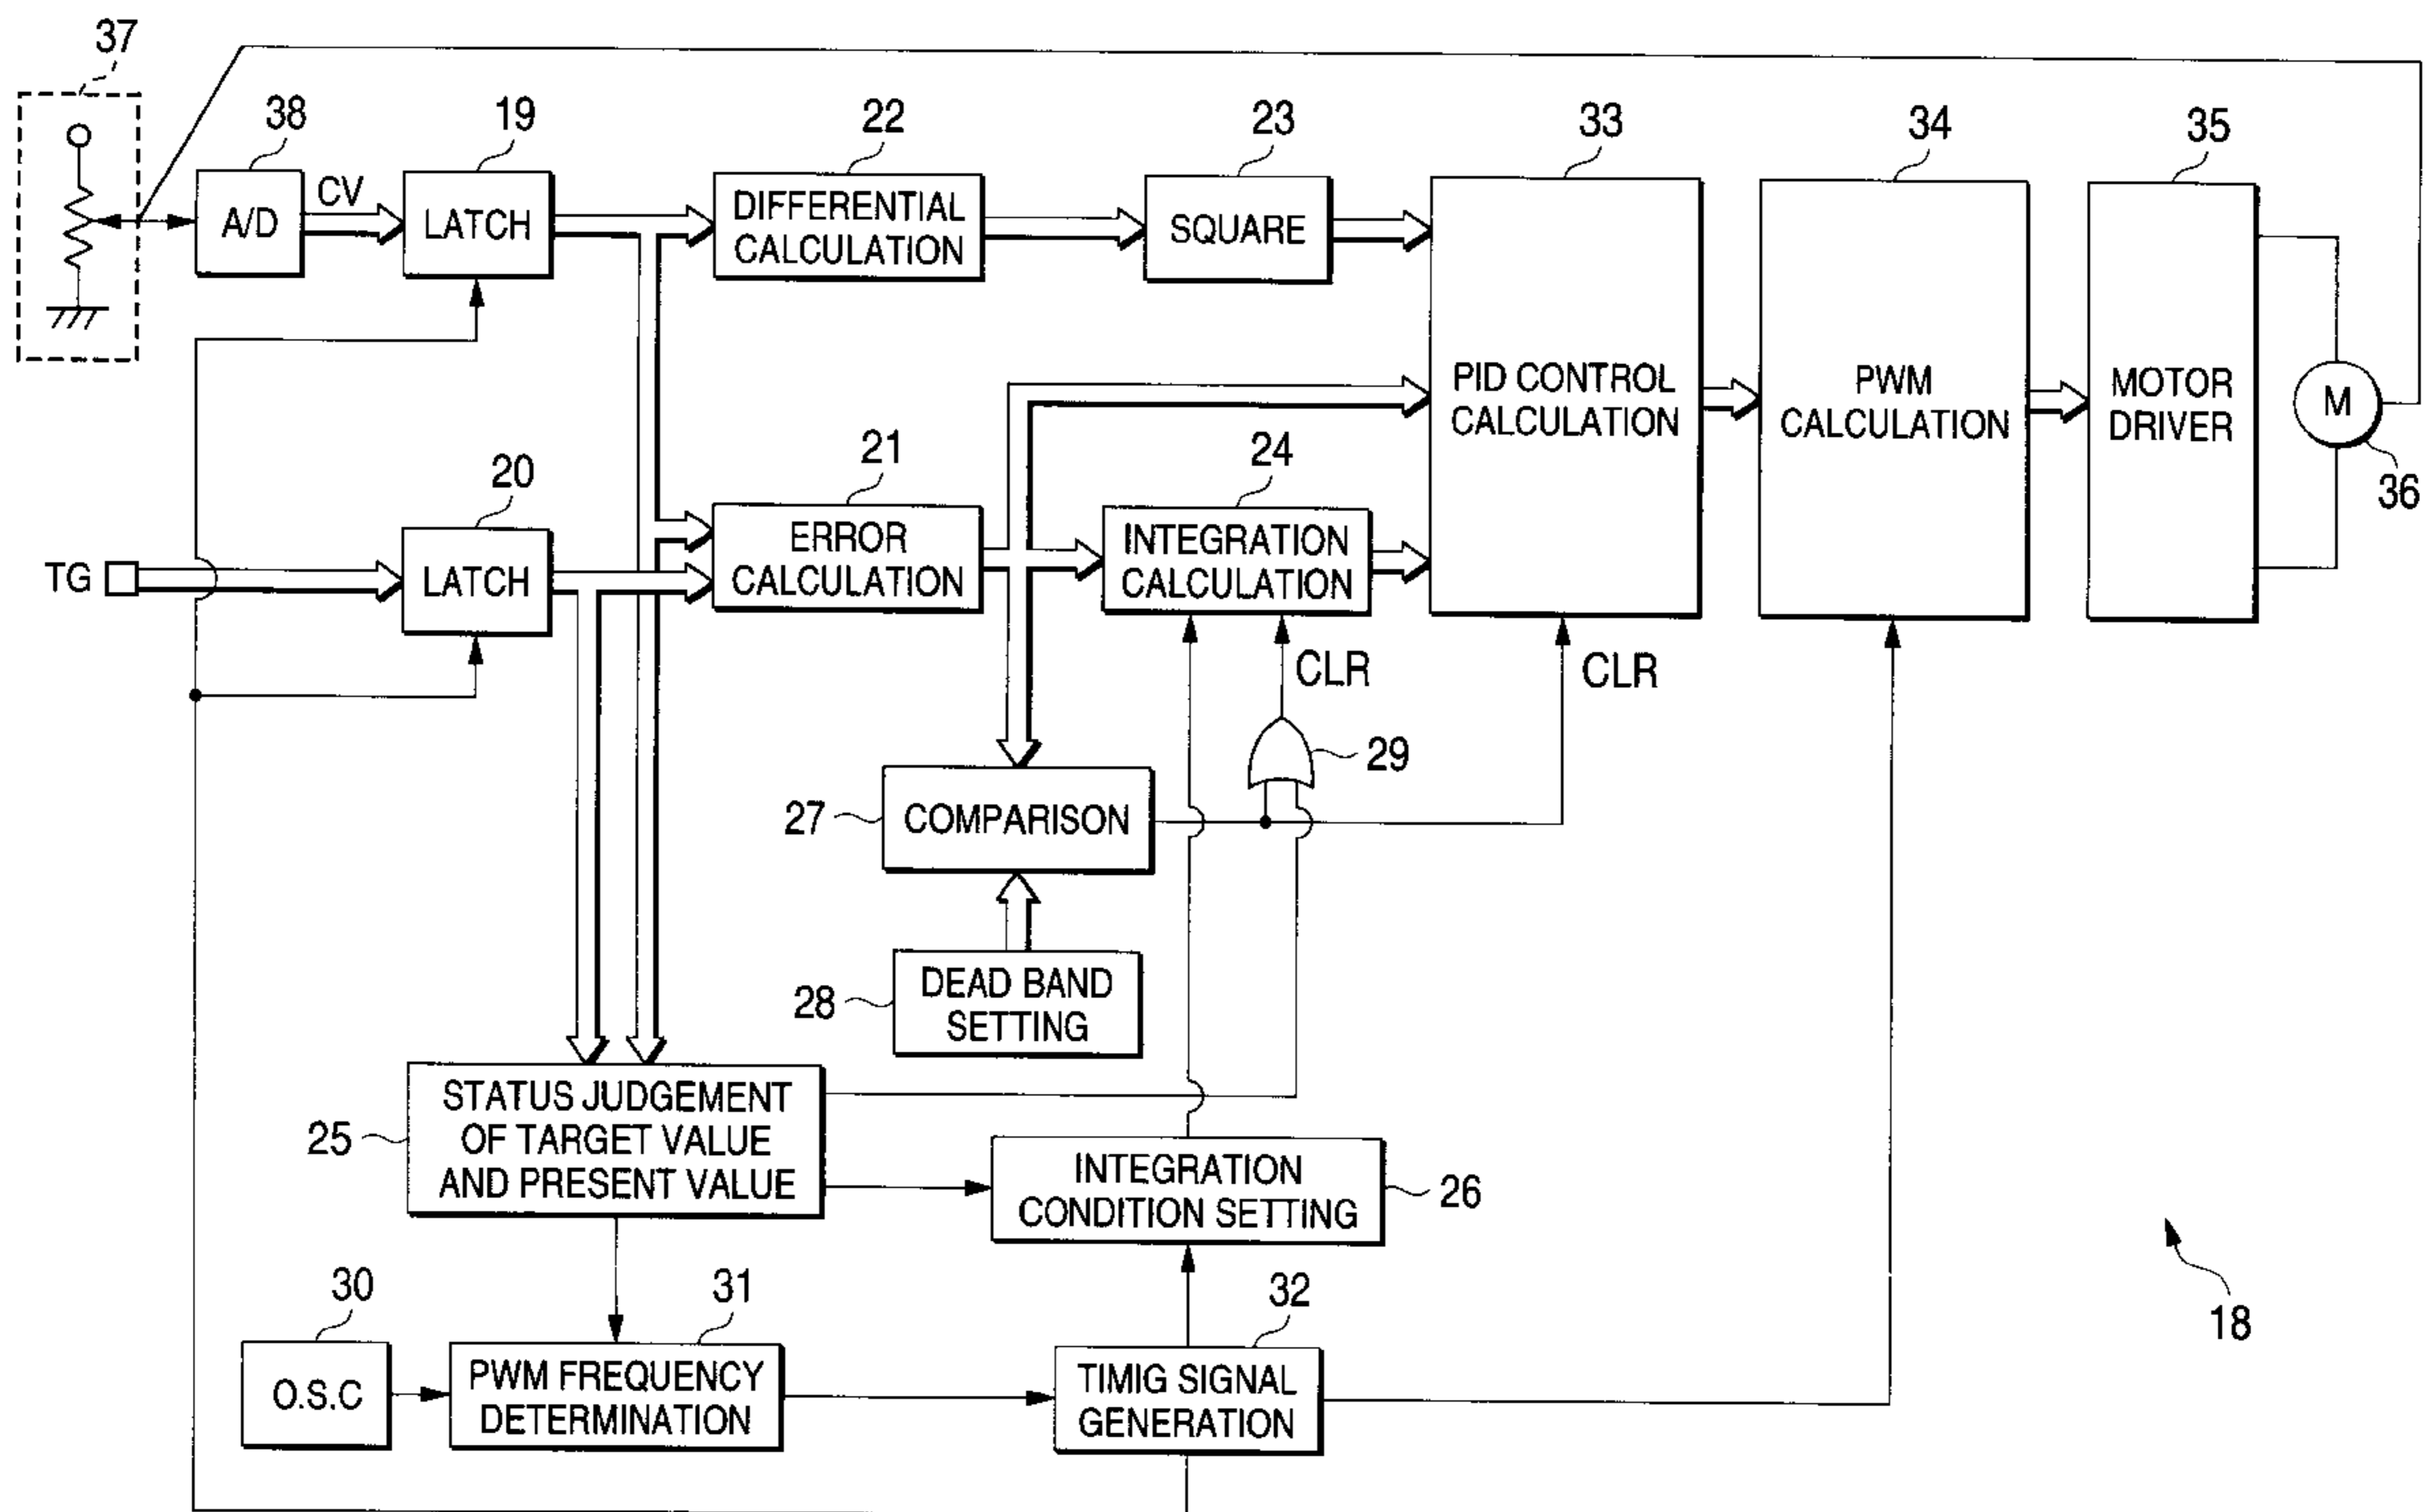 37
38
19
22
23
33
34
35
CV
A/D
LATCH
DIFFERENTIAL
CALCULATION
SQUARE
PID CONTROL
CALCULATION
PWM
CALCULATION
MOTOR
DRIVER
M
36
20
21
24
TG
LATCH
ERROR
CALCULATION
INTEGRATION
CALCULATION
CLR
CLR
29
27
COMPARISON
28
DEAD BAND
SETTING
25
STATUS JUDGEMENT
OF TARGET VALUE
AND PRESENT VALUE
INTEGRATION
CONDITION SETTING
26
30
31
32
18
O.S.C
PWM FREQUENCY
DETERMINATION
TIMIG SIGNAL
GENERATION